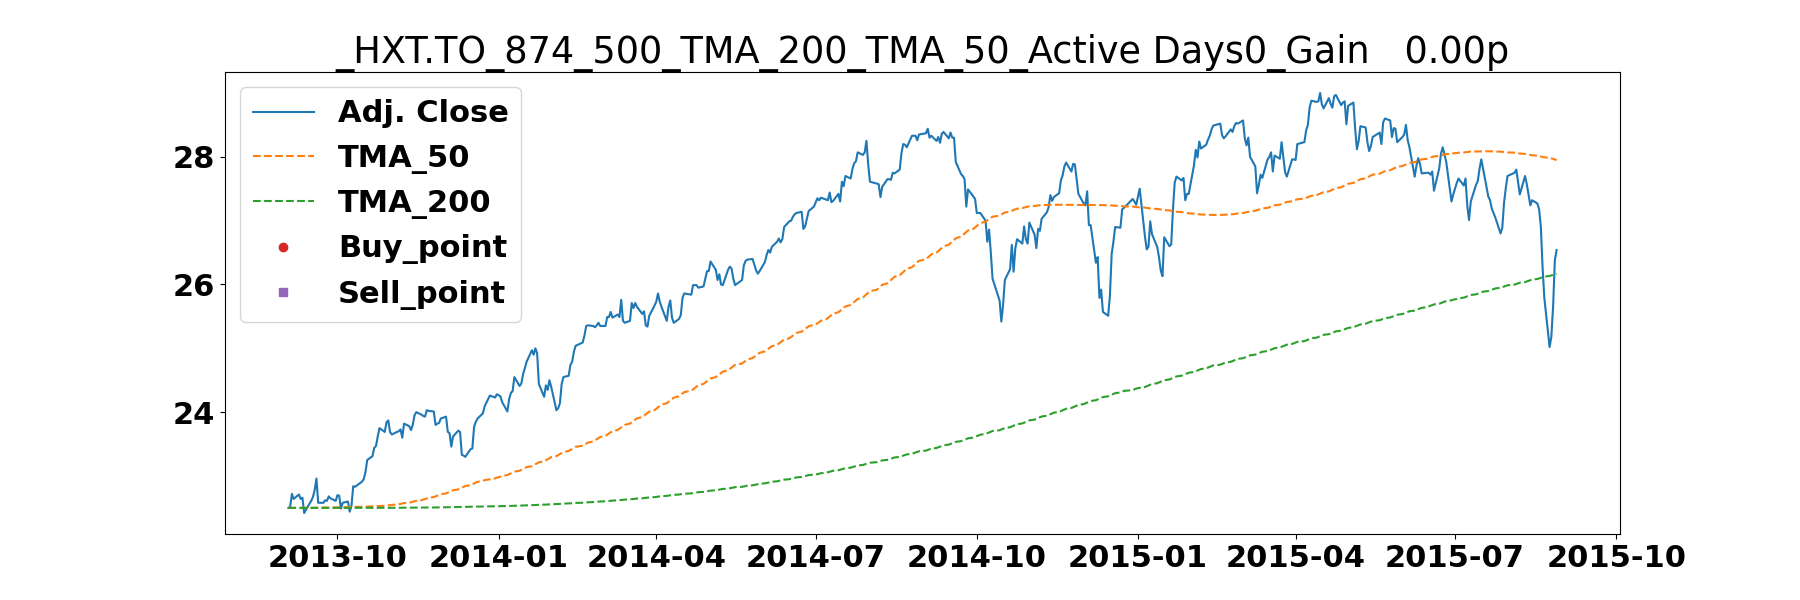 _HXT.TO_874_500_TMA_200_TMA_50_Active Days0_Gain   0.00p
Adj. Close
TMA_50
TMA_200
Buy_point
Sell_point
28
26
24
2013-10 2014-01 2014-04 2014-07 2014-10 2015-01 2015-04 2015-07 2015-10